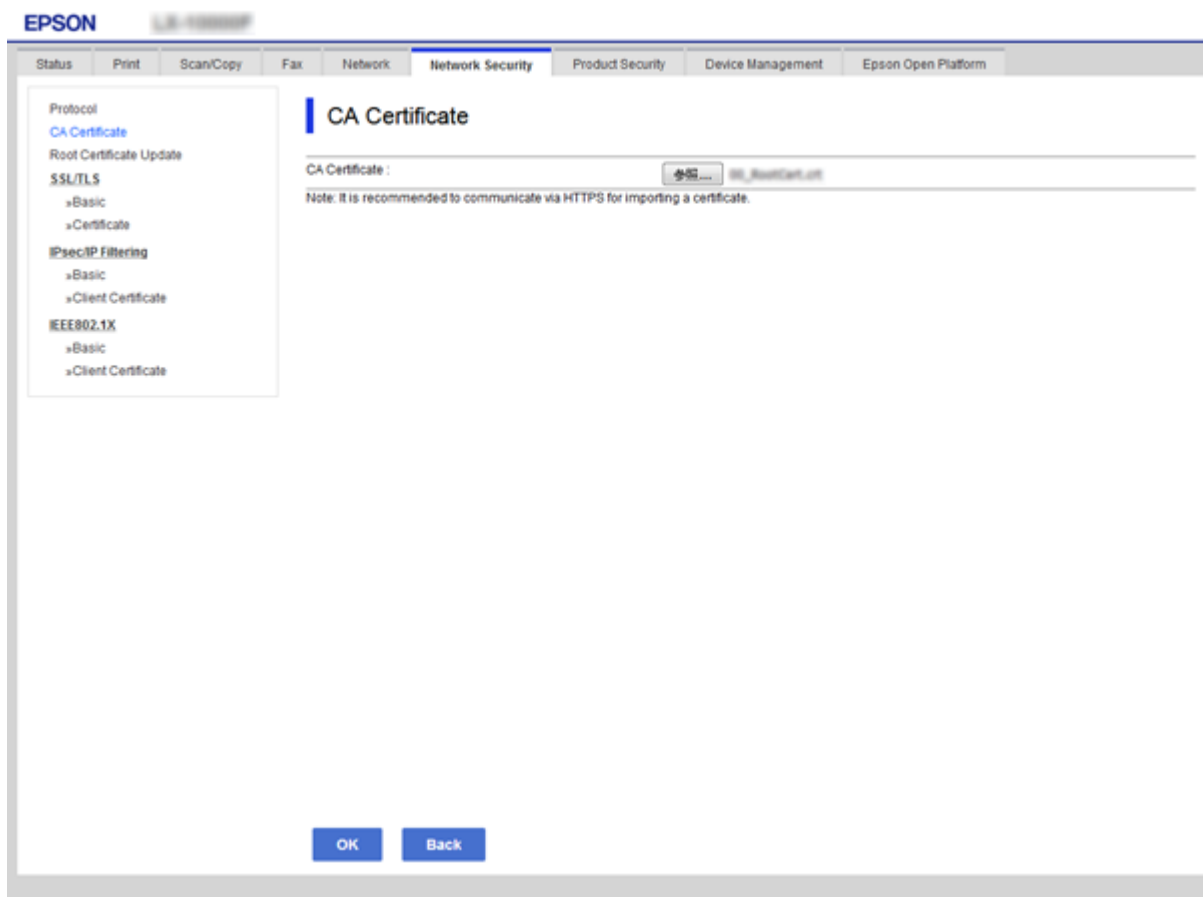 EPSON
Status Print Scan/Copy Fax Network Network Security Product Security Device Management Epson Open Platform
Protocol
CA Certificate
Root Certificate Update
SSL/TLS
»Basic
»Certificate
IPsec/IP Filtering
»Basic
»Client Certificate
IEEE802.1X
»Basic
»Client Certificate
CA Certificate
CA Certificate : 参照...
Note: It is recommended to communicate via HTTPS for importing a certificate.
OK Back